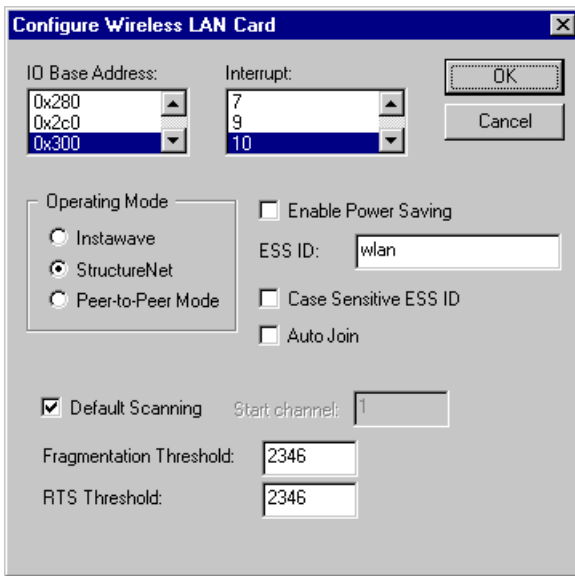 Configure Wireless LAN Card
IO Base Address:
0x280
0x2c0
0x300
Interrupt:
7
9
10
OK
Cancel
Operating Mode
Instawave
StructureNet
Peer-to-Peer Mode
Enable Power Saving
ESS ID: wlan
Case Sensitive ESS ID
Auto Join
Default Scanning Start channel: 1
Fragmentation Threshold: 2346
RTS Threshold: 2346